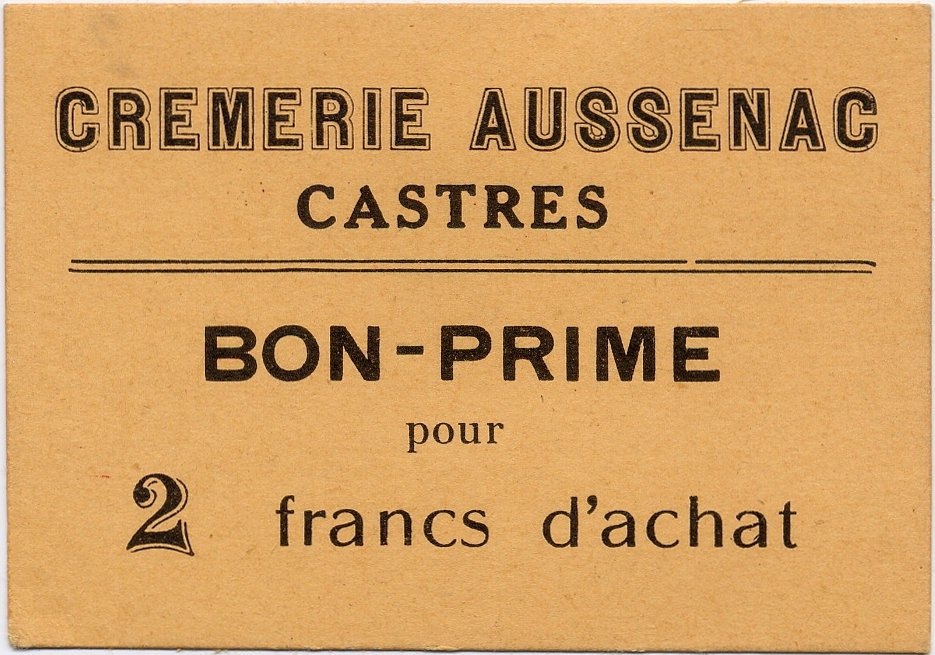 CREMERIE AUSSENAC
CASTRES
BON-PRIME
pour
2 francs d'achat